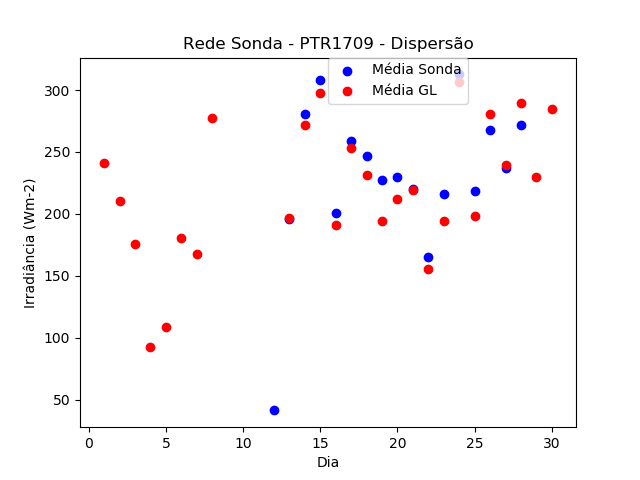 Rede Sonda - PTR1709 - Dispersão
Média Sonda
Média GL
300
250
200
150
100
50
Irradiância (Wm-2)
0 5 10 15 20 25 30
Dia